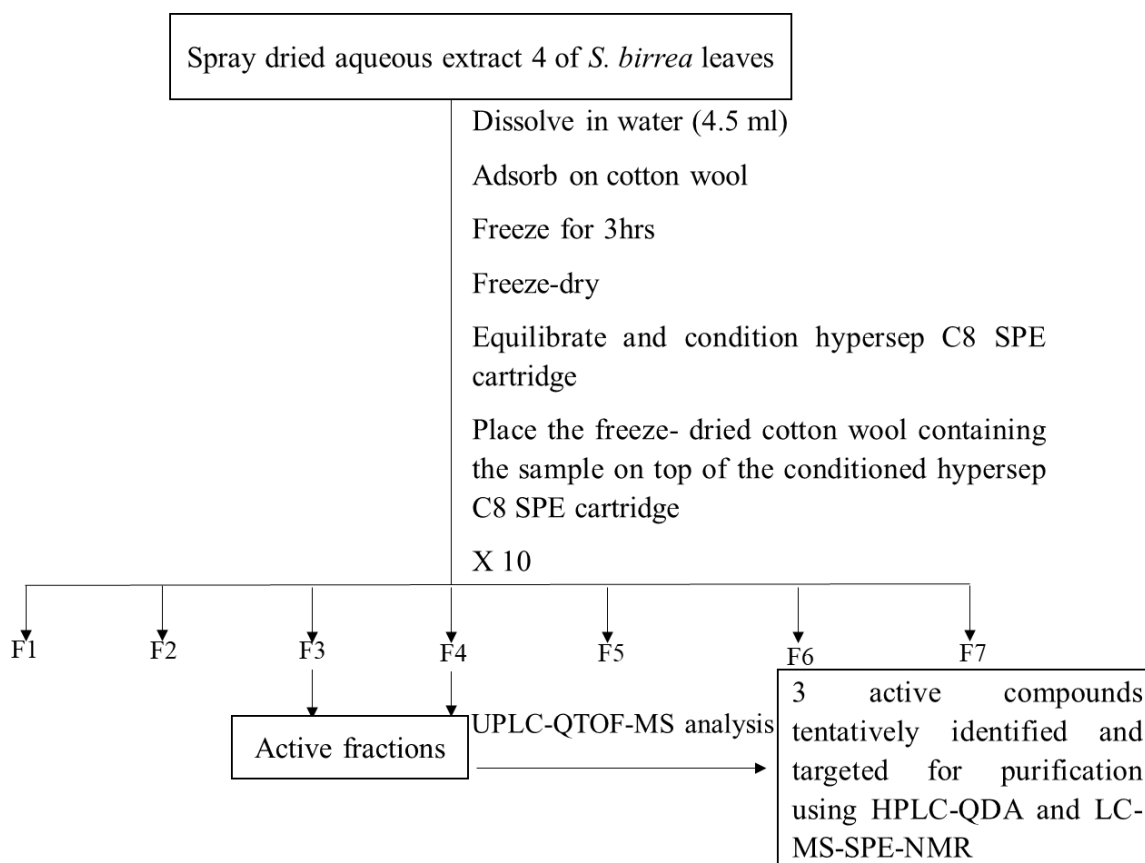 Spray dried aqueous extract 4 of S. birrea leaves
Dissolve in water (4.5 ml)
Adsorb on cotton wool
Freeze for 3hrs
Freeze-dry
Equilibrate and condition hypersep C8 SPE
cartridge
Place the freeze- dried cotton wool containing
the sample on top of the conditioned hypersep
C8 SPE cartridge
X 10
F1 F2 F3 F4 F5 F6 F7
Active fractions
UPLC-QTOF-MS analysis
3 active compounds
tentatively identified and
targeted for purification
using HPLC-QDA and LC-
MS-SPE-NMR